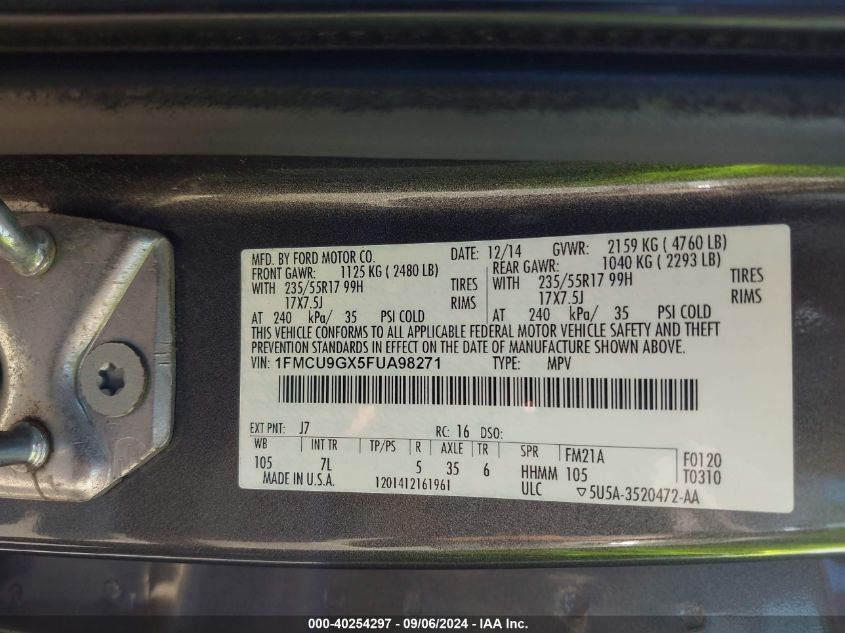 MFD. BY FORD MOTOR CO. DATE: 12/14 GVWR: 2159 KG ( 4760 LB)
FRONT GAWR: 1125 KG ( 2480 LB) REAR GAWR: 1040 KG ( 2293 LB)
WITH 235/55R17 99H TIRES WITH 235/55R17 99H TIRES
17X7.5J RIMS 17X7.5J RIMS
AT 240 kPa/ 35 PSI COLD AT 240 kPa/ 35 PSI COLD
THIS VEHICLE CONFORMS TO ALL APPLICABLE FEDERAL MOTOR VEHICLE SAFETY AND THEFT
PREVENTION STANDARDS IN EFFECT ON THE DATE OF MANUFACTURE SHOWN ABOVE.
VIN: 1FMCU9GX5FUA98271 TYPE: MPV
EXT PNT: J7 RC: 16 DSO:
WB INT TR TP/PS R AXLE TR SPR FM21A F0120
105 7L 5 35 6 HHMM 105 T0310
MADE IN U.S.A. 1201412161961 ULC ▽5U5A-3520472-AA
000-40254297 - 09/06/2024 - IAA Inc.